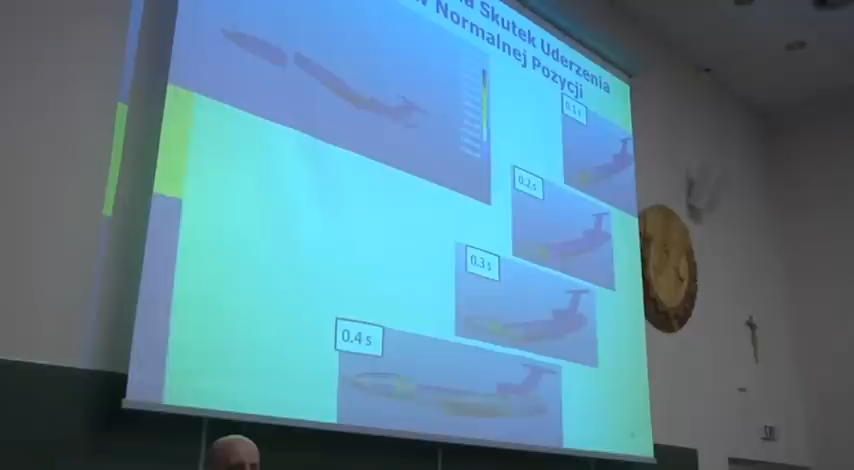 Skutek Uderzenia
w Normalnej Pozycji
0.1 s
0.2 s
0.3 s
0.4 s